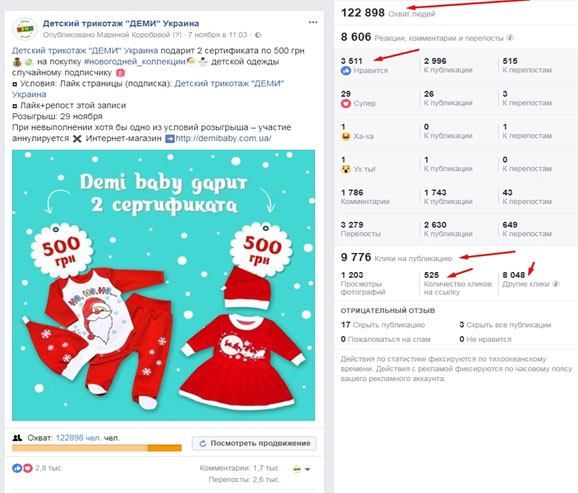 Детский трикотаж "ДЕМИ" Украина
Опубликовано Мариной Коробовой [?] · 7 ноября в 11:03 ·
Детский трикотаж "ДЕМИ" Украина подарит 2 сертификата по 500 грн
на покупку #новогодней_коллекции детской одежды
случайному подписчику
Условия: Лайк страницы (подписка): Детский трикотаж "ДЕМИ"
Украина
Лайк+репост этой записи
Розыгрыш: 29 ноября
При невыполнении хотя бы одно из условий розыгрыша – участие
аннулируется Интернет-магазин http://demibaby.com.ua/
Demi baby дарит
2 сертификата
500
грн
500
грн
HO, HO, HO,
Охват: 122898 чел. чел.
Посмотреть продвижение
2,8 тыс.
Комментарии: 1,7 тыс.
Перепосты: 2,6 тыс.
122 898 Охват людей
8 606 Реакции, комментарии и перепосты
3 511 2 996 515
Нравится К публикации К перепостам
29 26 3
Супер К публикации К перепостам
1 0 1
Ха-ха К публикации К перепостам
1 1 0
Ух ты! К публикации К перепостам
1 786 1 743 43
Комментарии К публикации К перепостам
3 279 2 630 649
Перепосты К публикации К перепостам
9 776 Клики на публикацию
1 203 525 8 048
Просмотры Количество кликов Другие клики
фотографий на ссылку
ОТРИЦАТЕЛЬНЫЙ ОТЗЫВ
17 Скрыть публикацию 3 Скрыть все публикации
0 Пожаловаться на спам 0 Не нравится
Действия по статистике фиксируются по тихоокеанскому
времени. Действия с рекламой фиксируются по часовому поясу
вашего рекламного аккаунта.